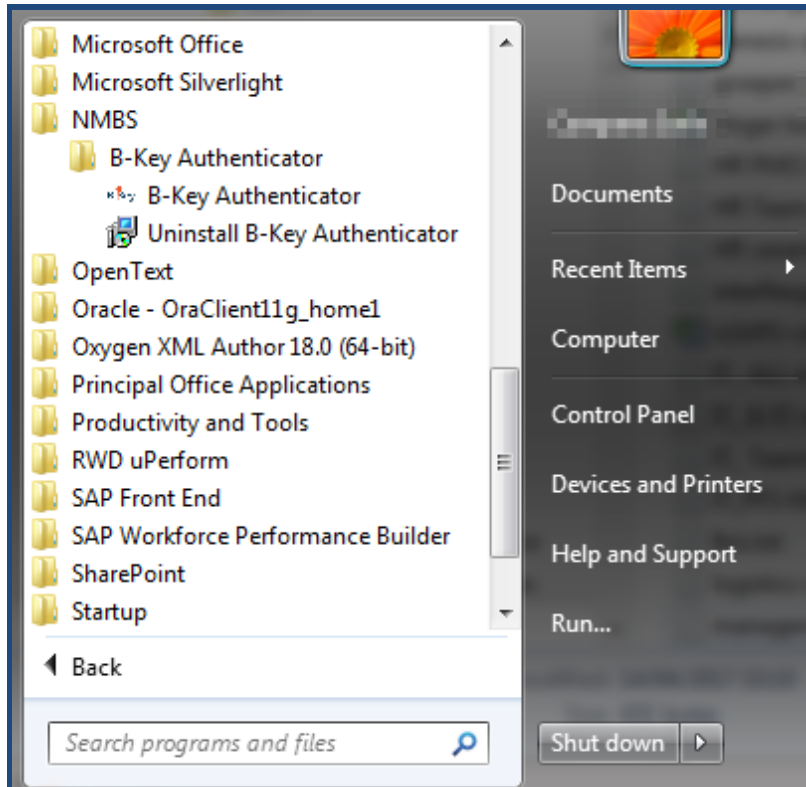 Microsoft Office
Microsoft Silverlight
NMBS
B-Key Authenticator
B-Key Authenticator
Uninstall B-Key Authenticator
OpenText
Oracle - OraClient11g_home1
Oxygen XML Author 18.0 (64-bit)
Principal Office Applications
Productivity and Tools
RWD uPerform
SAP Front End
SAP Workforce Performance Builder
SharePoint
Startup
Back
Search programs and files
Documents
Recent Items
Computer
Control Panel
Devices and Printers
Help and Support
Run...
Shut down